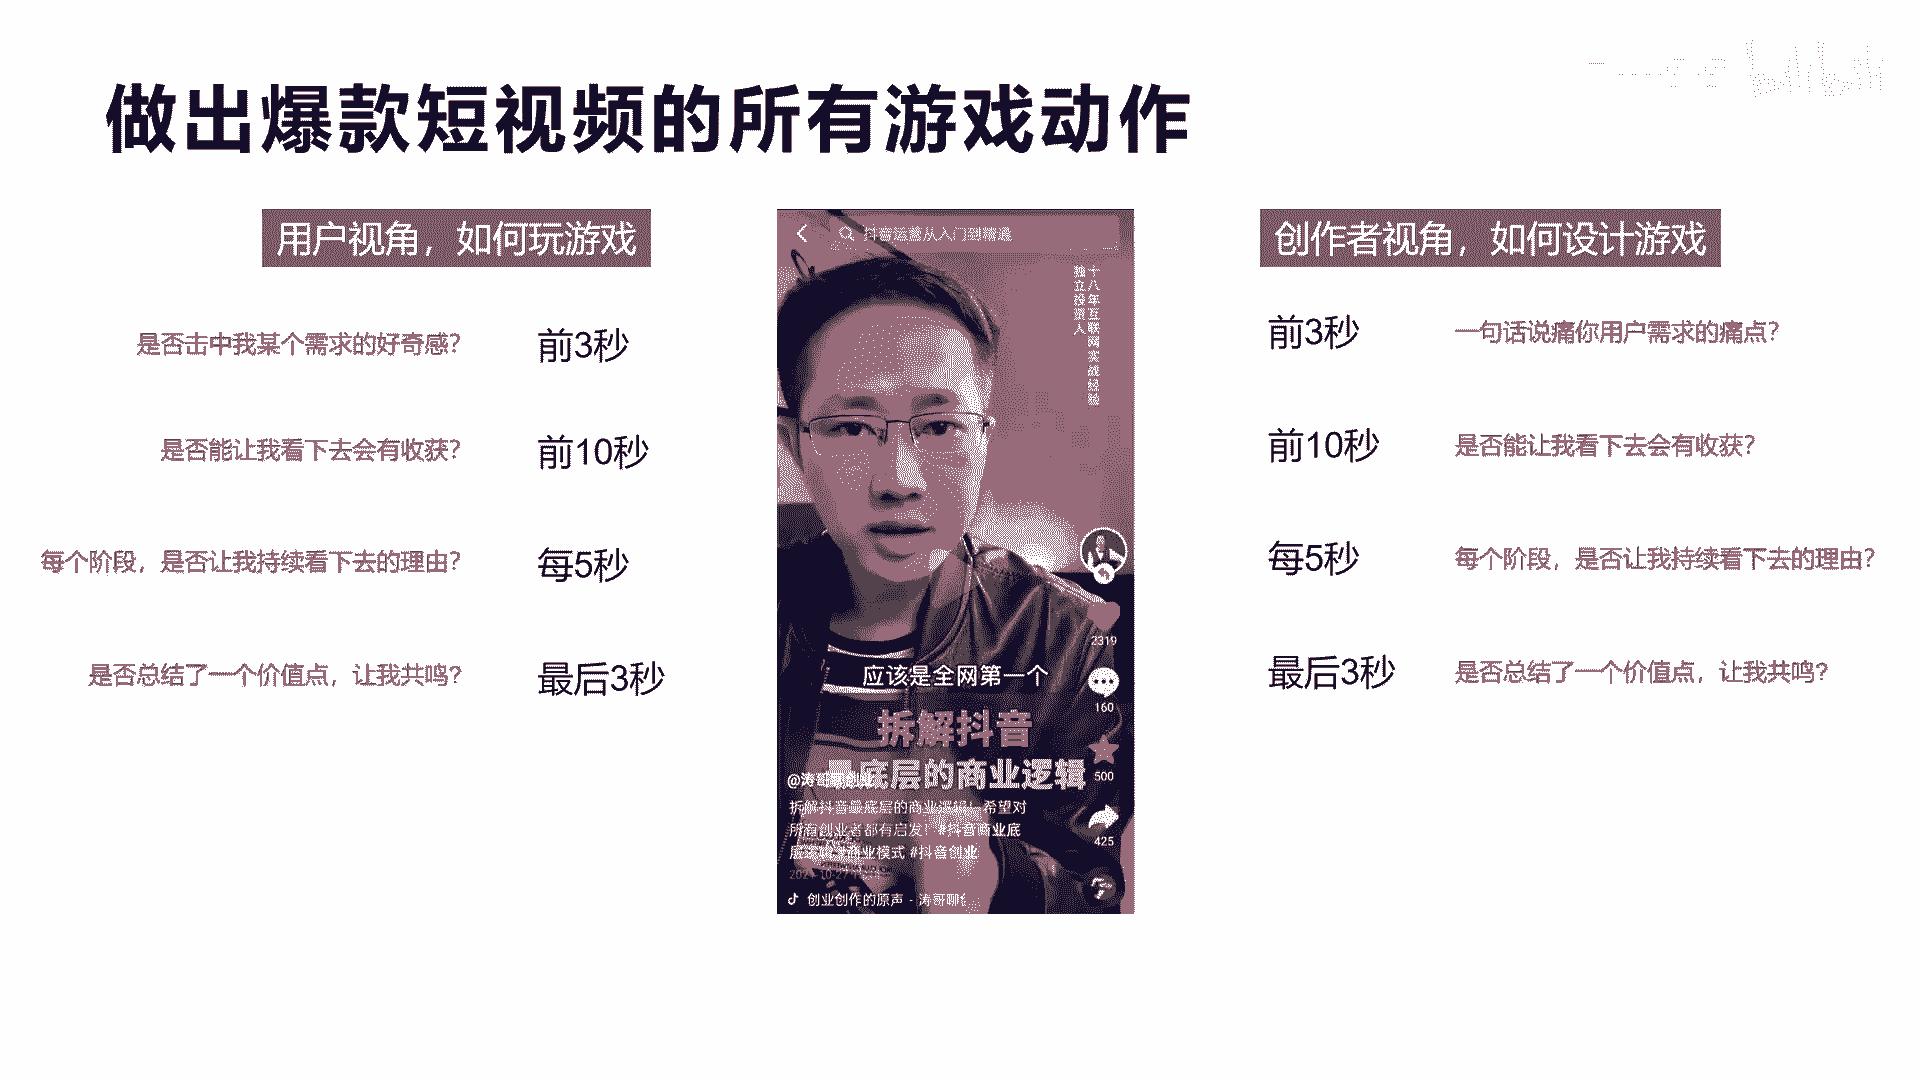 bilibili
做出爆款短视频的所有游戏动作
用户视角，如何玩游戏
是否击中我某个需求的好奇感？ 前3秒
是否能让我看下去会有收获？ 前10秒
每个阶段，是否让我持续看下去的理由？ 每5秒
是否总结了一个价值点，让我共鸣？ 最后3秒
抖音运营从入门到精通
十八年互联网实战经验
独立投资人
2319
应该是全网第一个
160
拆解抖音
最底层的商业逻辑
500
@涛哥聊创业
拆解抖音最底层的商业逻辑！希望对
所有创业者都有启发！#抖音商业底
层逻辑 #商业模式 #抖音创业
425
创业创作的原声 - 涛哥聊
创作者视角，如何设计游戏
前3秒 一句话说痛你用户需求的痛点？
前10秒 是否能让我看下去会有收获？
每5秒 每个阶段，是否让我持续看下去的理由？
最后3秒 是否总结了一个价值点，让我共鸣？